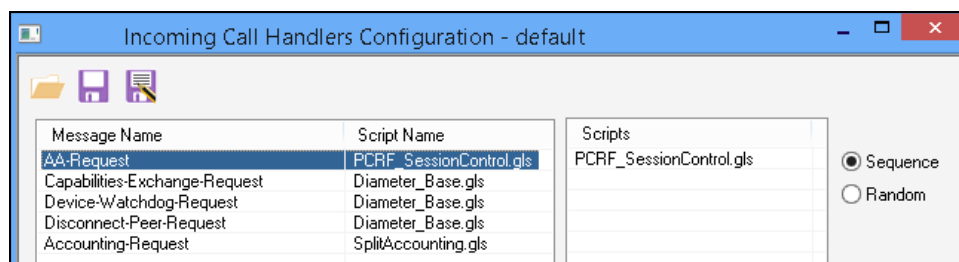 Incoming Call Handlers Configuration - default
Message Name Script Name Scripts
AA-Request PCRF_SessionControl.gls PCRF_SessionControl.gls Sequence
Capabilities-Exchange-Request Diameter_Base.gls
Device-Watchdog-Request Diameter_Base.gls Random
Disconnect-Peer-Request Diameter_Base.gls
Accounting-Request SplitAccounting.gls